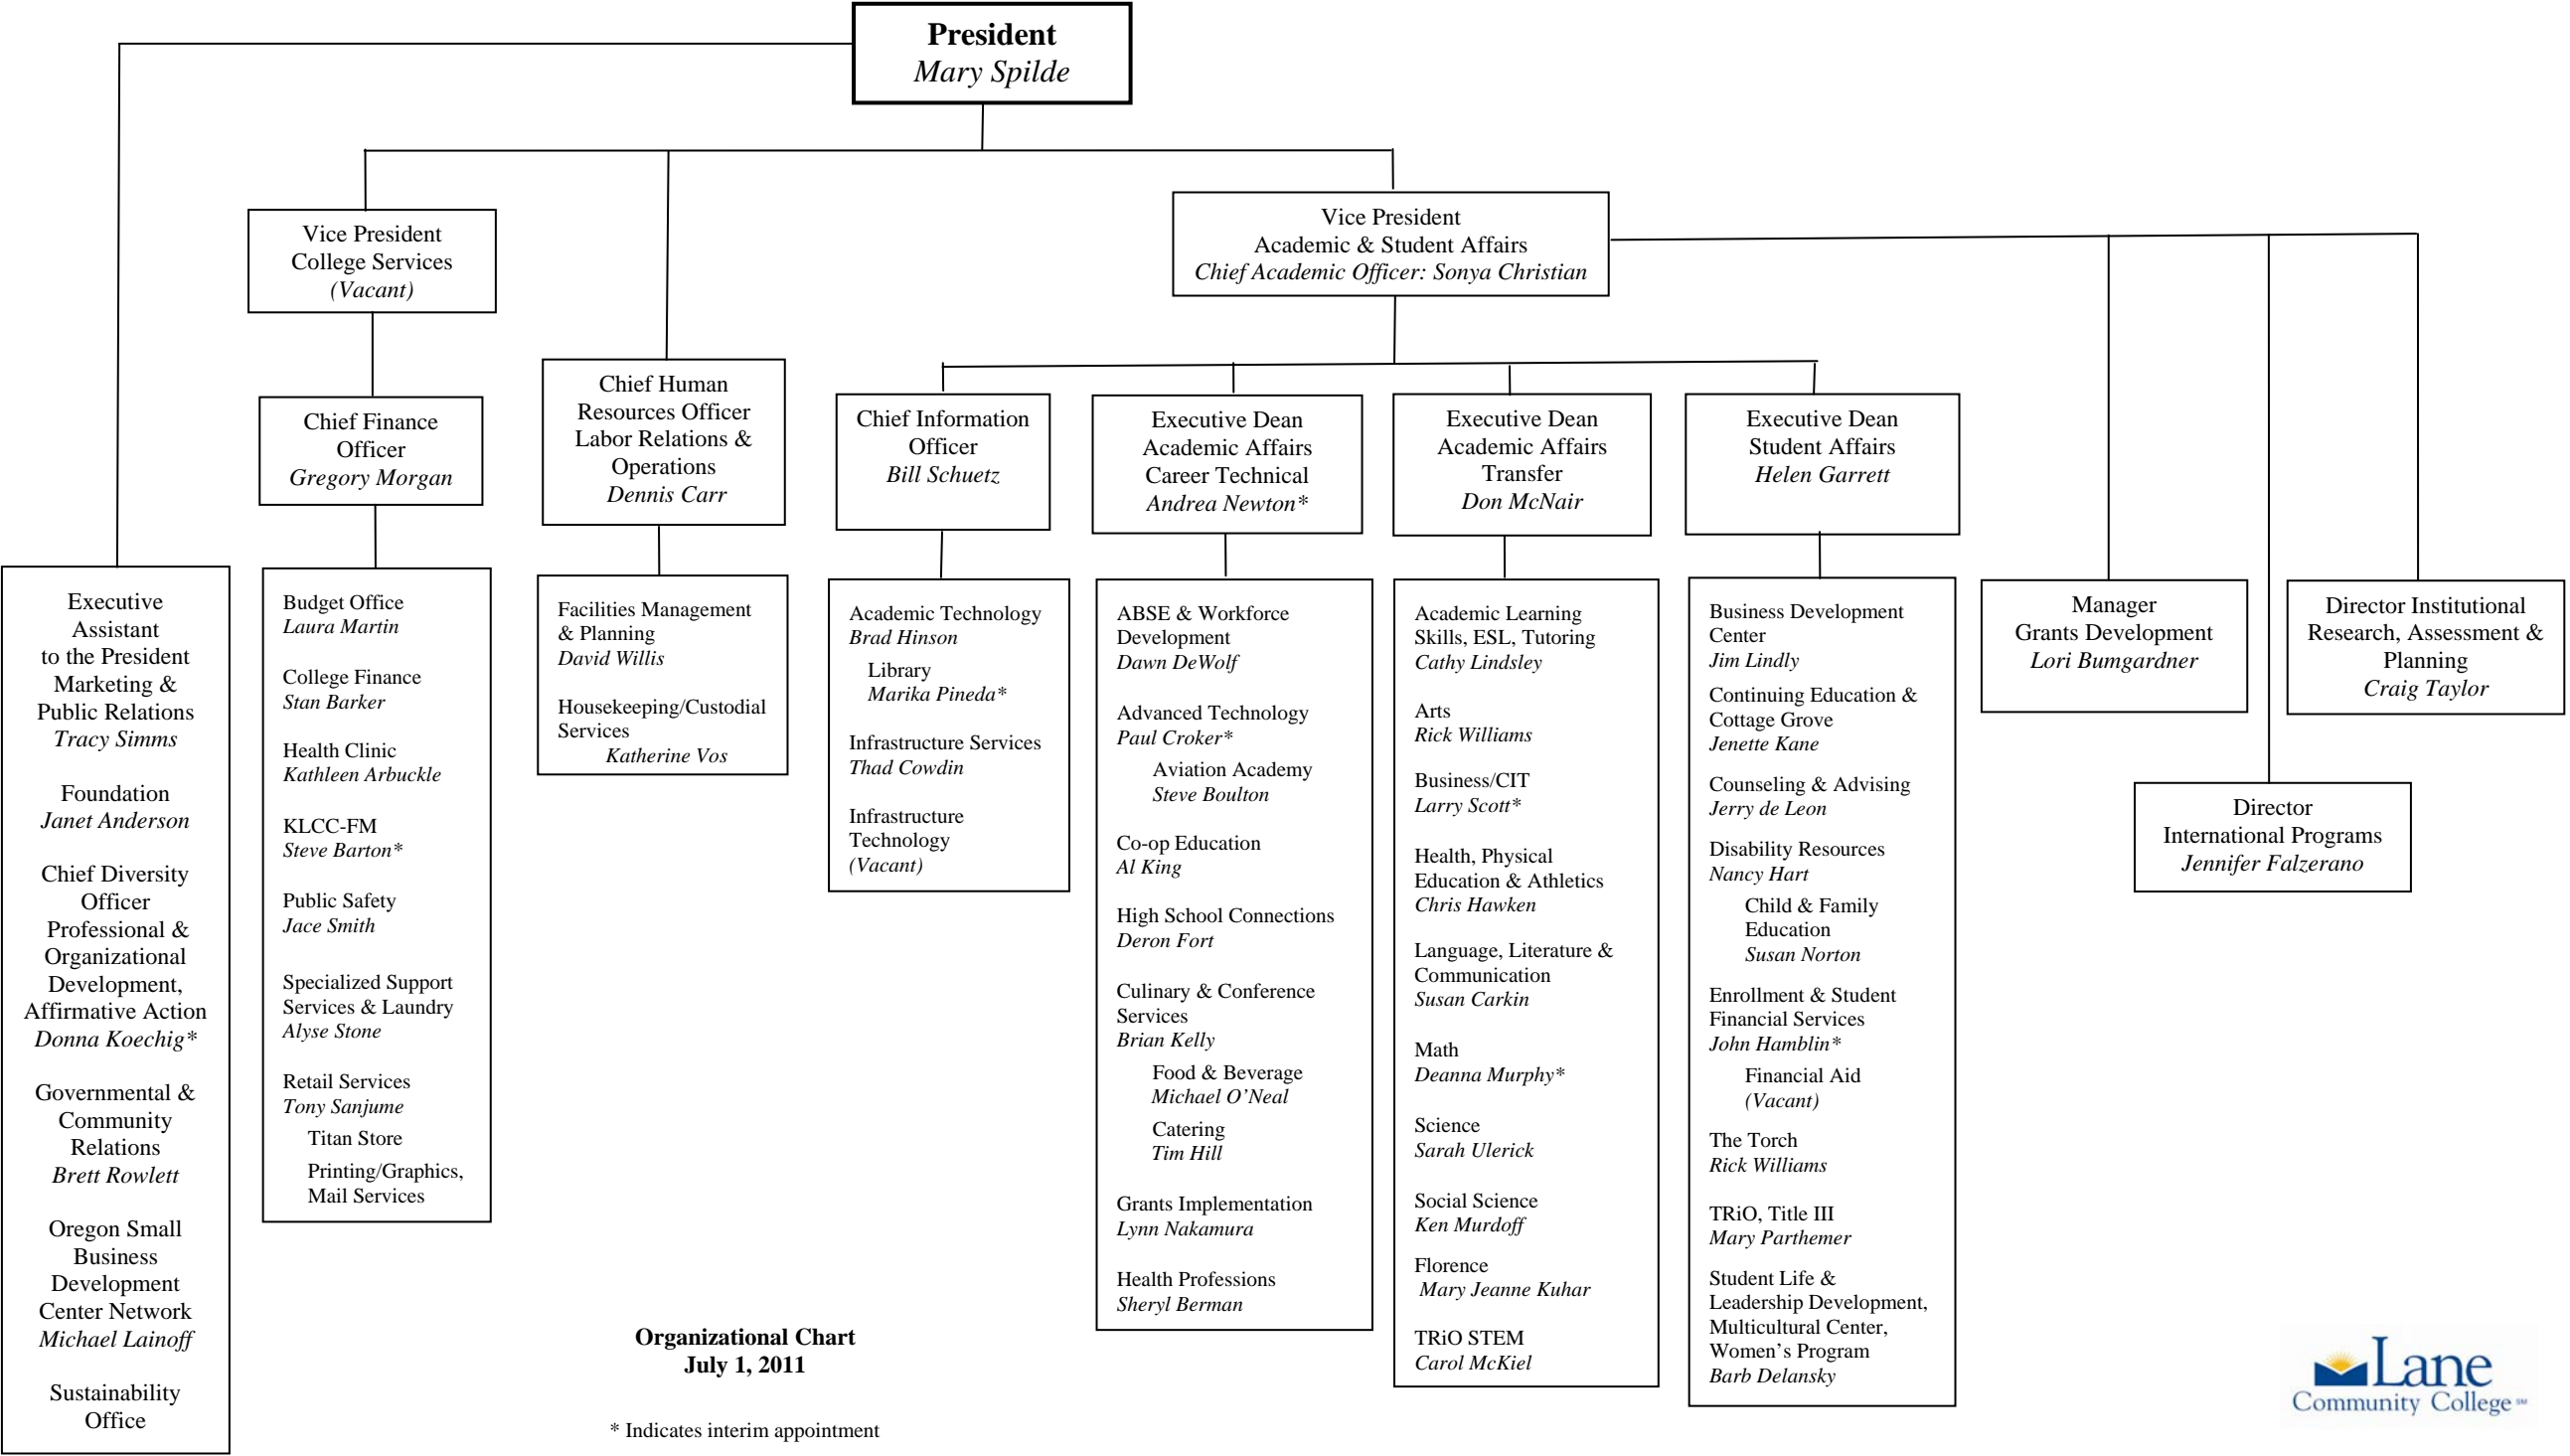 President
Mary Spilde
Vice President
College Services
(Vacant)
Vice President
Academic & Student Affairs
Chief Academic Officer: Sonya Christian
Chief Finance
Officer
Gregory Morgan
Chief Human
Resources Officer
Labor Relations &
Operations
Dennis Carr
Chief Information
Officer
Bill Schuetz
Executive Dean
Academic Affairs
Career Technical
Andrea Newton*
Executive Dean
Academic Affairs
Transfer
Don McNair
Executive Dean
Student Affairs
Helen Garrett
Executive
Assistant
to the President
Marketing &
Public Relations
Tracy Simms
Foundation
Janet Anderson
Chief Diversity
Officer
Professional &
Organizational
Development,
Affirmative Action
Donna Koechig*
Governmental &
Community
Relations
Brett Rowlett
Oregon Small
Business
Development
Center Network
Michael Lainoff
Sustainability
Office
Budget Office
Laura Martin
College Finance
Stan Barker
Health Clinic
Kathleen Arbuckle
KLCC-FM
Steve Barton*
Public Safety
Jace Smith
Specialized Support
Services & Laundry
Alyse Stone
Retail Services
Tony Sanjume
Titan Store
Printing/Graphics,
Mail Services
Facilities Management
& Planning
David Willis
Housekeeping/Custodial
Services
Katherine Vos
Academic Technology
Brad Hinson
Library
Marika Pineda*
Infrastructure Services
Thad Cowdin
Infrastructure
Technology
(Vacant)
ABSE & Workforce
Development
Dawn DeWolf
Advanced Technology
Paul Croker*
Aviation Academy
Steve Boulton
Co-op Education
Al King
High School Connections
Deron Fort
Culinary & Conference
Services
Brian Kelly
Food & Beverage
Michael O’Neal
Catering
Tim Hill
Grants Implementation
Lynn Nakamura
Health Professions
Sheryl Berman
Academic Learning
Skills, ESL, Tutoring
Cathy Lindsley
Arts
Rick Williams
Business/CIT
Larry Scott*
Health, Physical
Education & Athletics
Chris Hawken
Language, Literature &
Communication
Susan Carkin
Math
Deanna Murphy*
Science
Sarah Ulerick
Social Science
Ken Murdoff
Florence
Mary Jeanne Kuhar
TRiO STEM
Carol McKiel
Business Development
Center
Jim Lindly
Continuing Education &
Cottage Grove
Jenette Kane
Counseling & Advising
Jerry de Leon
Disability Resources
Nancy Hart
Child & Family
Education
Susan Norton
Enrollment & Student
Financial Services
John Hamblin*
Financial Aid
(Vacant)
The Torch
Rick Williams
TRiO, Title III
Mary Parthemer
Student Life &
Leadership Development,
Multicultural Center,
Women’s Program
Barb Delansky
Manager
Grants Development
Lori Bumgardner
Director Institutional
Research, Assessment &
Planning
Craig Taylor
Director
International Programs
Jennifer Falzerano
Organizational Chart
July 1, 2011
* Indicates interim appointment
Lane
Community College SM